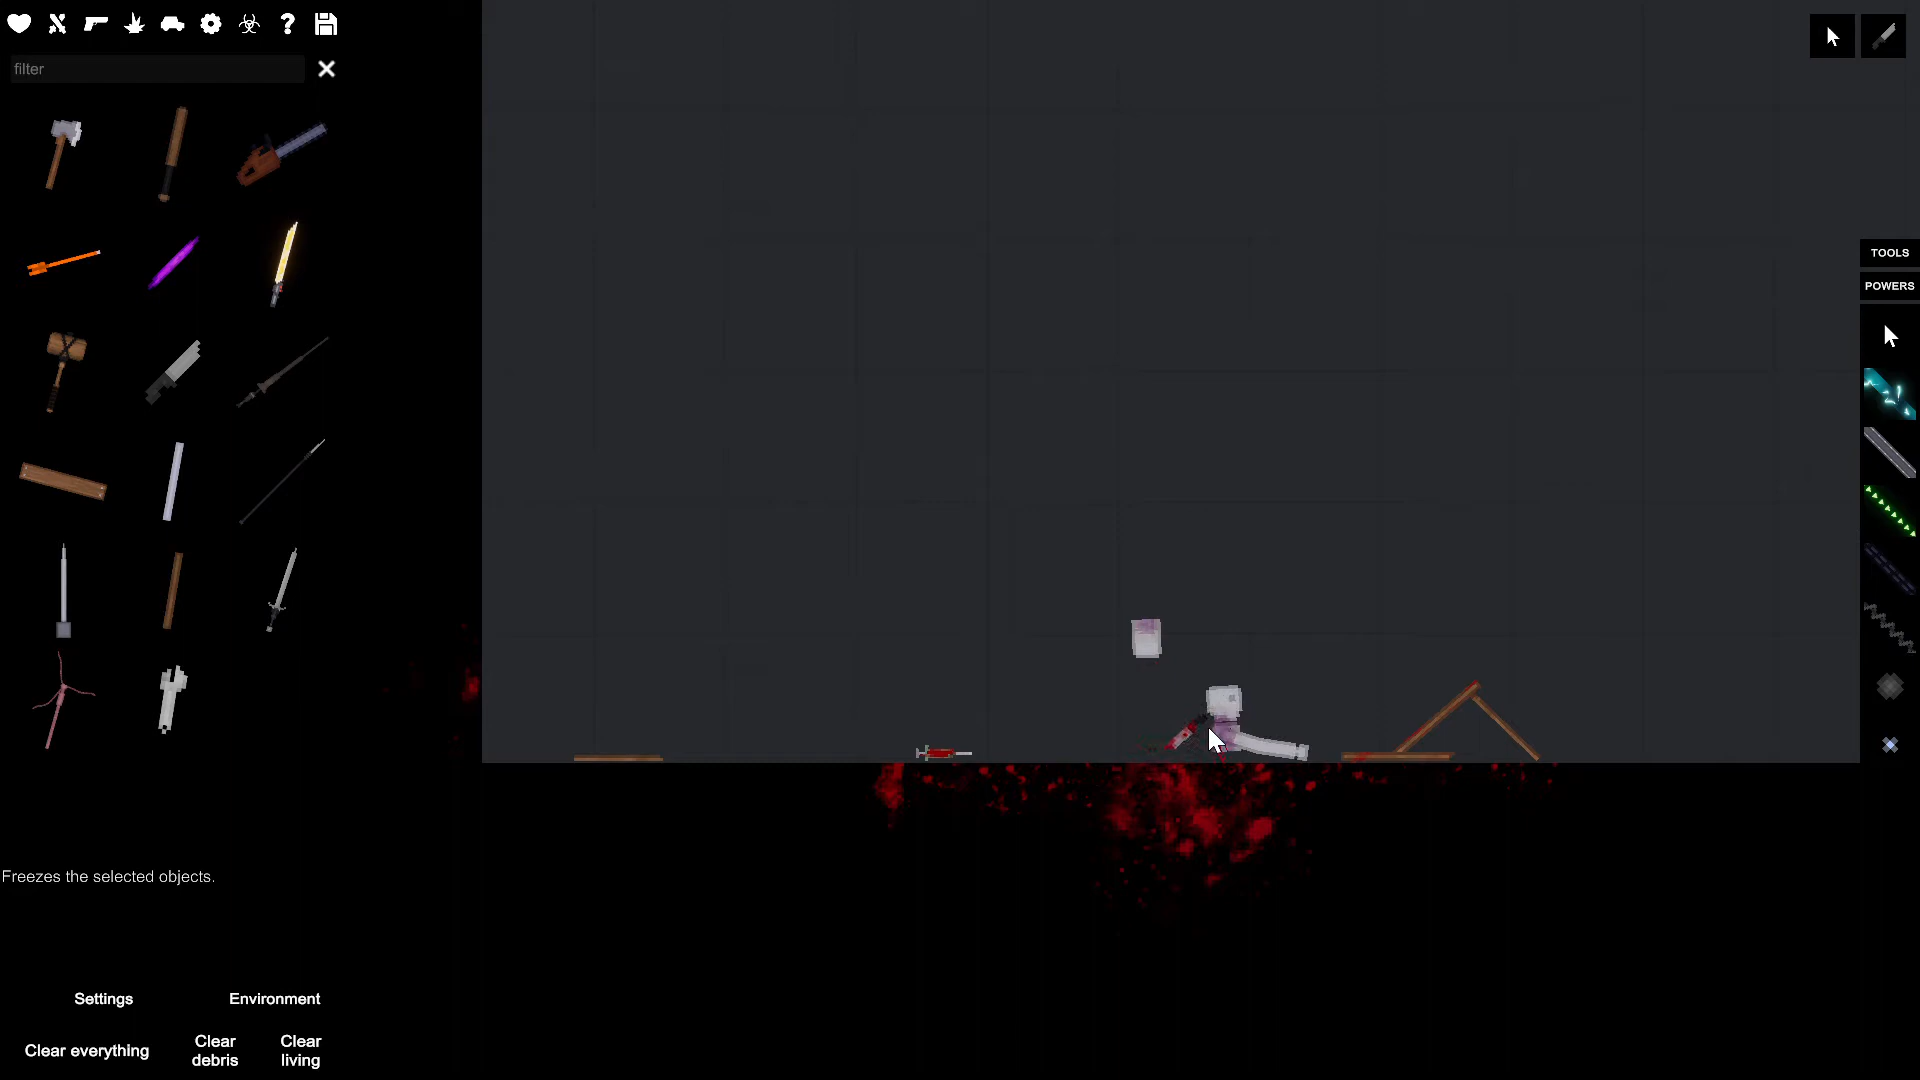 filter
TOOLS
POWERS
Freezes the selected objects.
Settings
Environment
Clear everything
Clear
debris
Clear
living